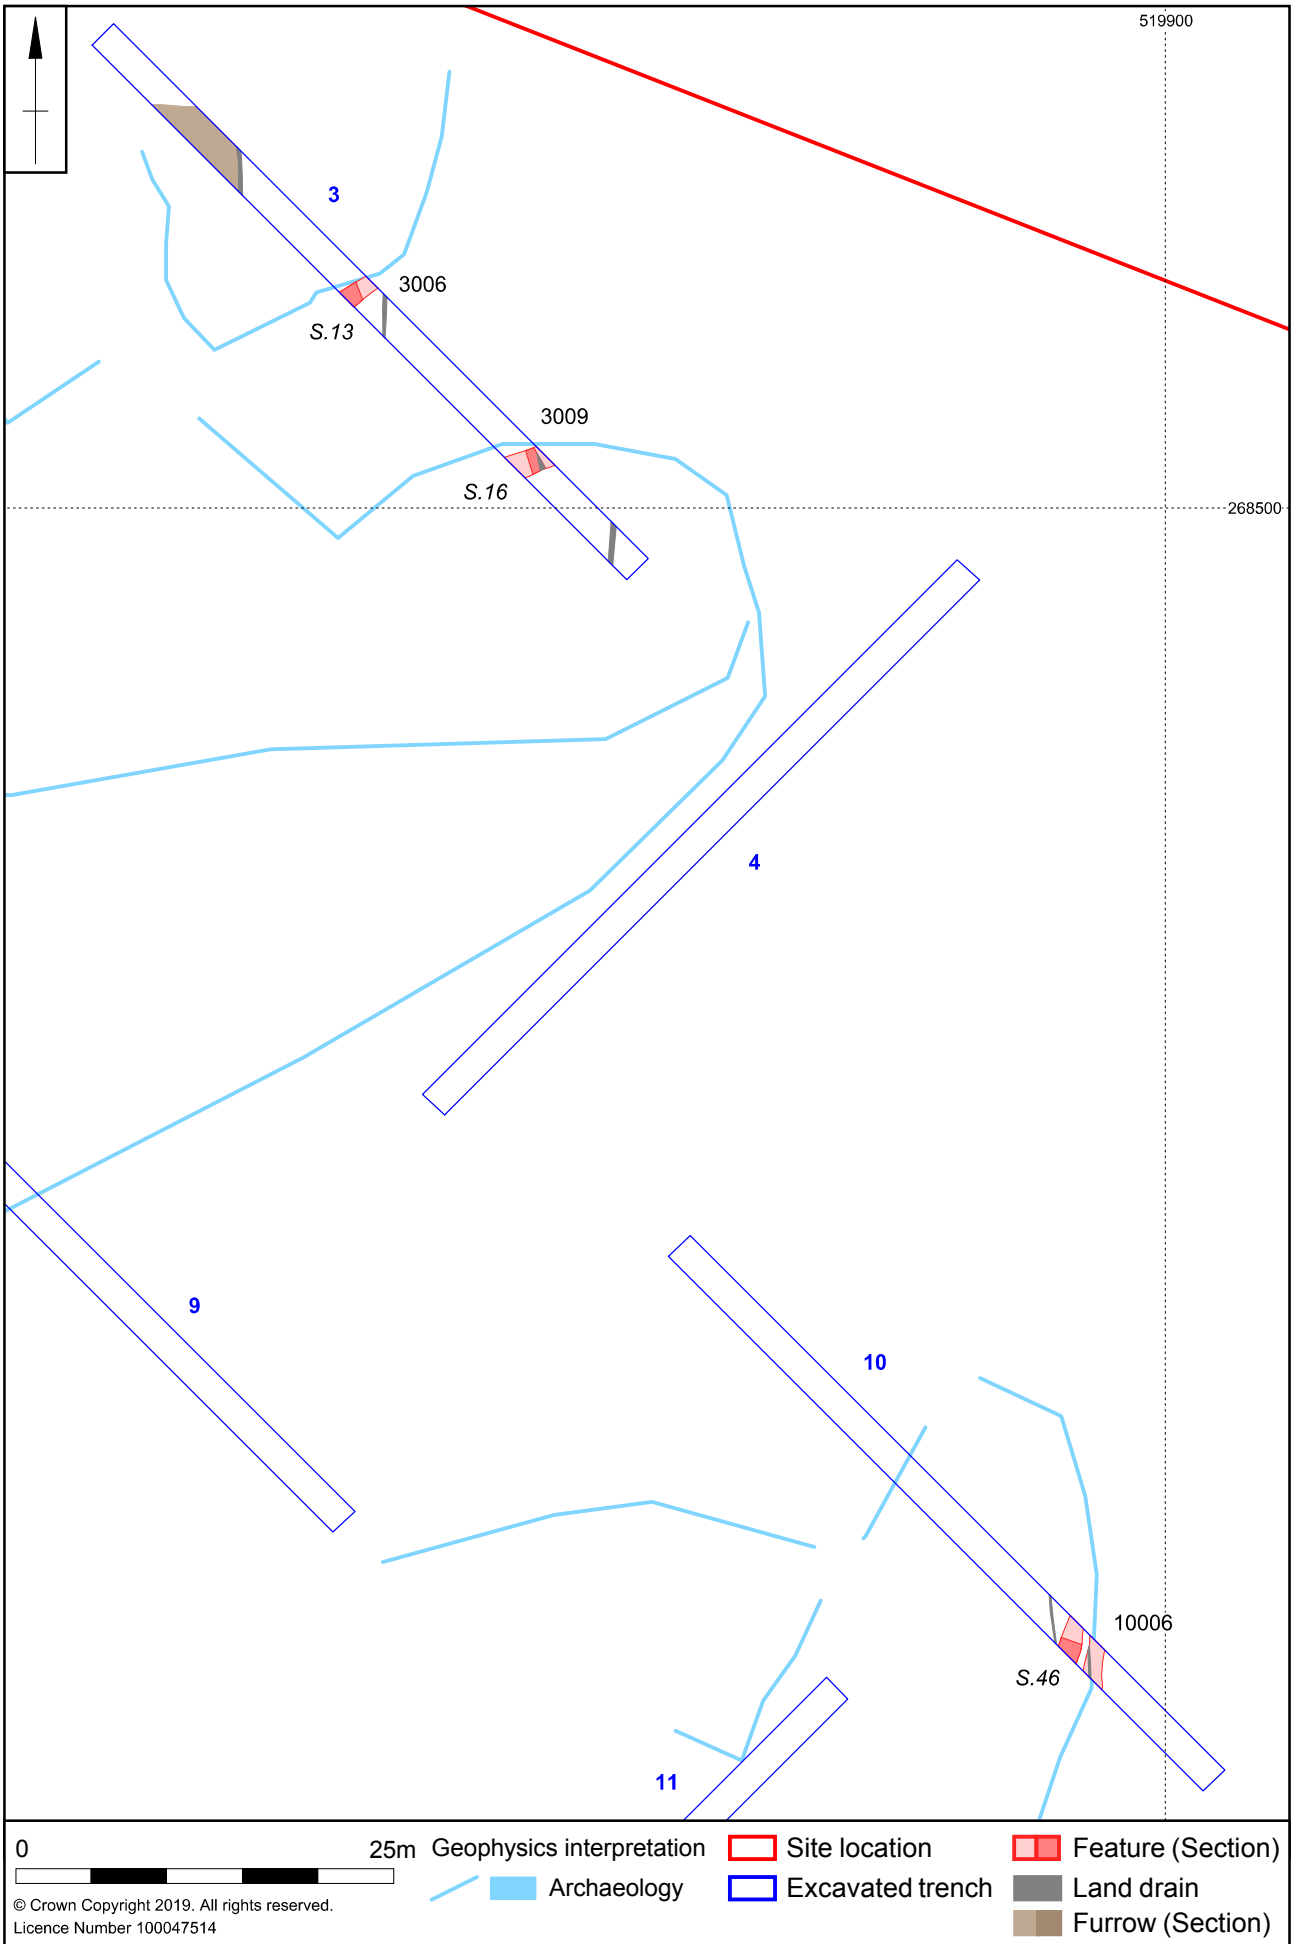 519900
3
3006
S.13
3009
S.16
268500
4
9
10
10006
S.46
11
0 25m
© Crown Copyright 2019. All rights reserved.
Licence Number 100047514
Geophysics interpretation
Archaeology
Site location
Excavated trench
Feature (Section)
Land drain
Furrow (Section)